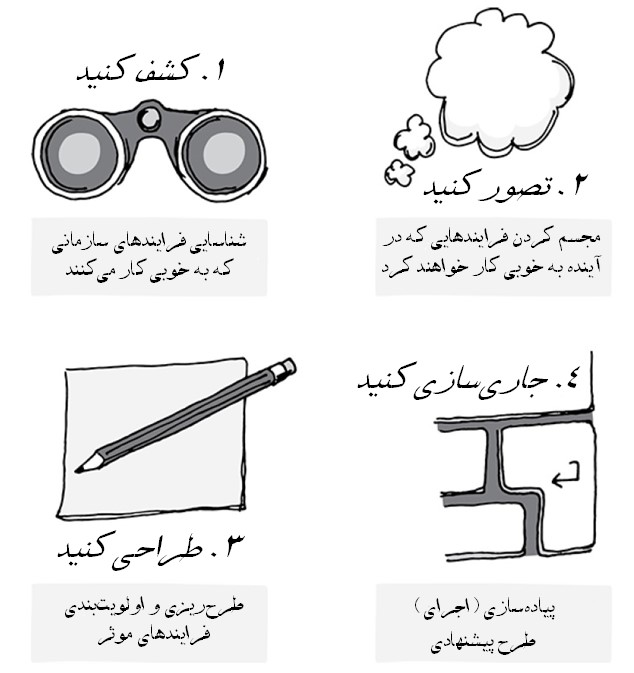 ۱. کشف کنید
شناسایی فرایندهای سازمانی
که به خوبی کار می‌کنند
۲. تصور کنید
مجسم کردن فرایندهایی که در
آینده به خوبی کار خواهند کرد
۳. طراحی کنید
طرح‌ریزی و اولویت‌بندی
فرایندهای موثر
۴. جاری‌سازی کنید
پیاده‌سازی (اجرای)
طرح پیشنهادی